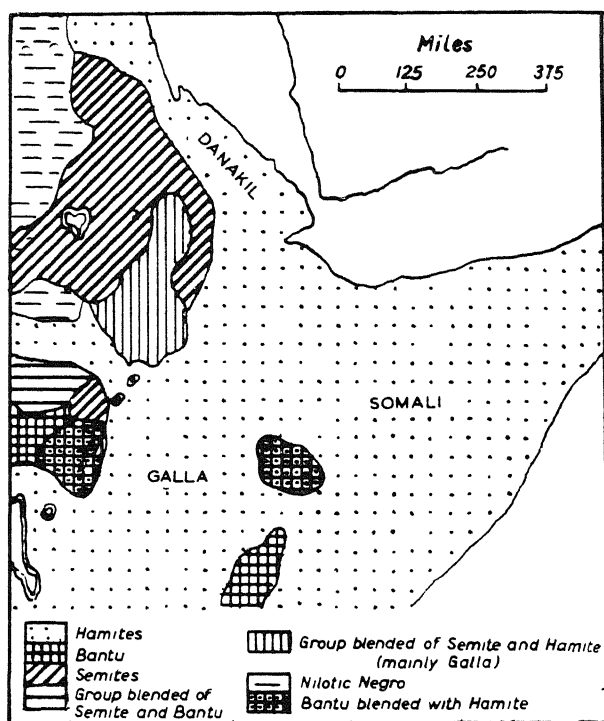 Miles
0 125 250 375
DANAKIL
SOMALI
GALLA
Hamites
Bantu
Semites
Group blended of
Semite and Bantu
Group blended of Semite and Hamite
(mainly Galla)
Nilotic Negro
Bantu blended with Hamite